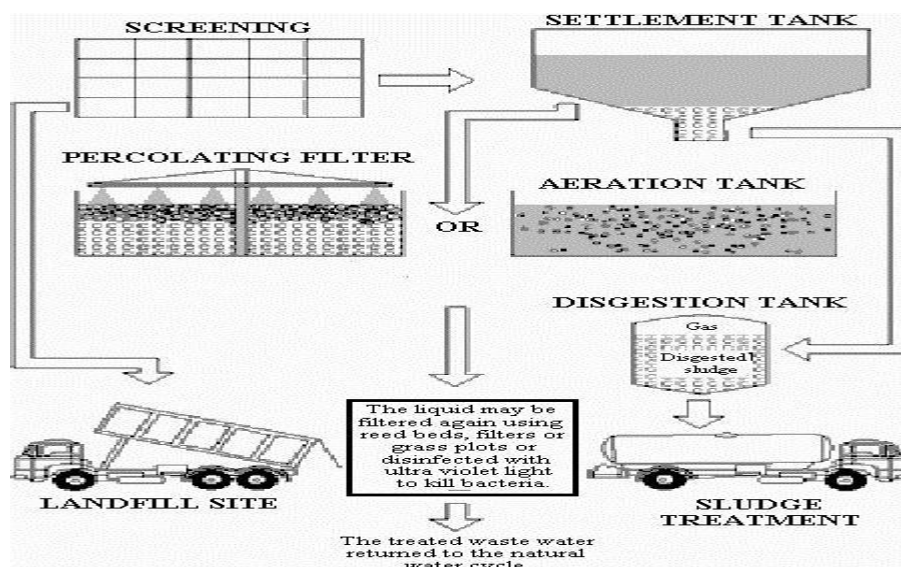 SCREENING
SETTLEMENT TANK
PERCOLATING FILTER
AERATION TANK
OR
DISGESTION TANK
Gas
Disgested
sludge
The liquid may be
filtered again using
reed beds, filters or
grass plots or
disinfected with
ultra violet light
to kill bacteria.
LANDFILL SITE
SLUDGE
TREATMENT
The treated waste water
returned to the natural
water cycle